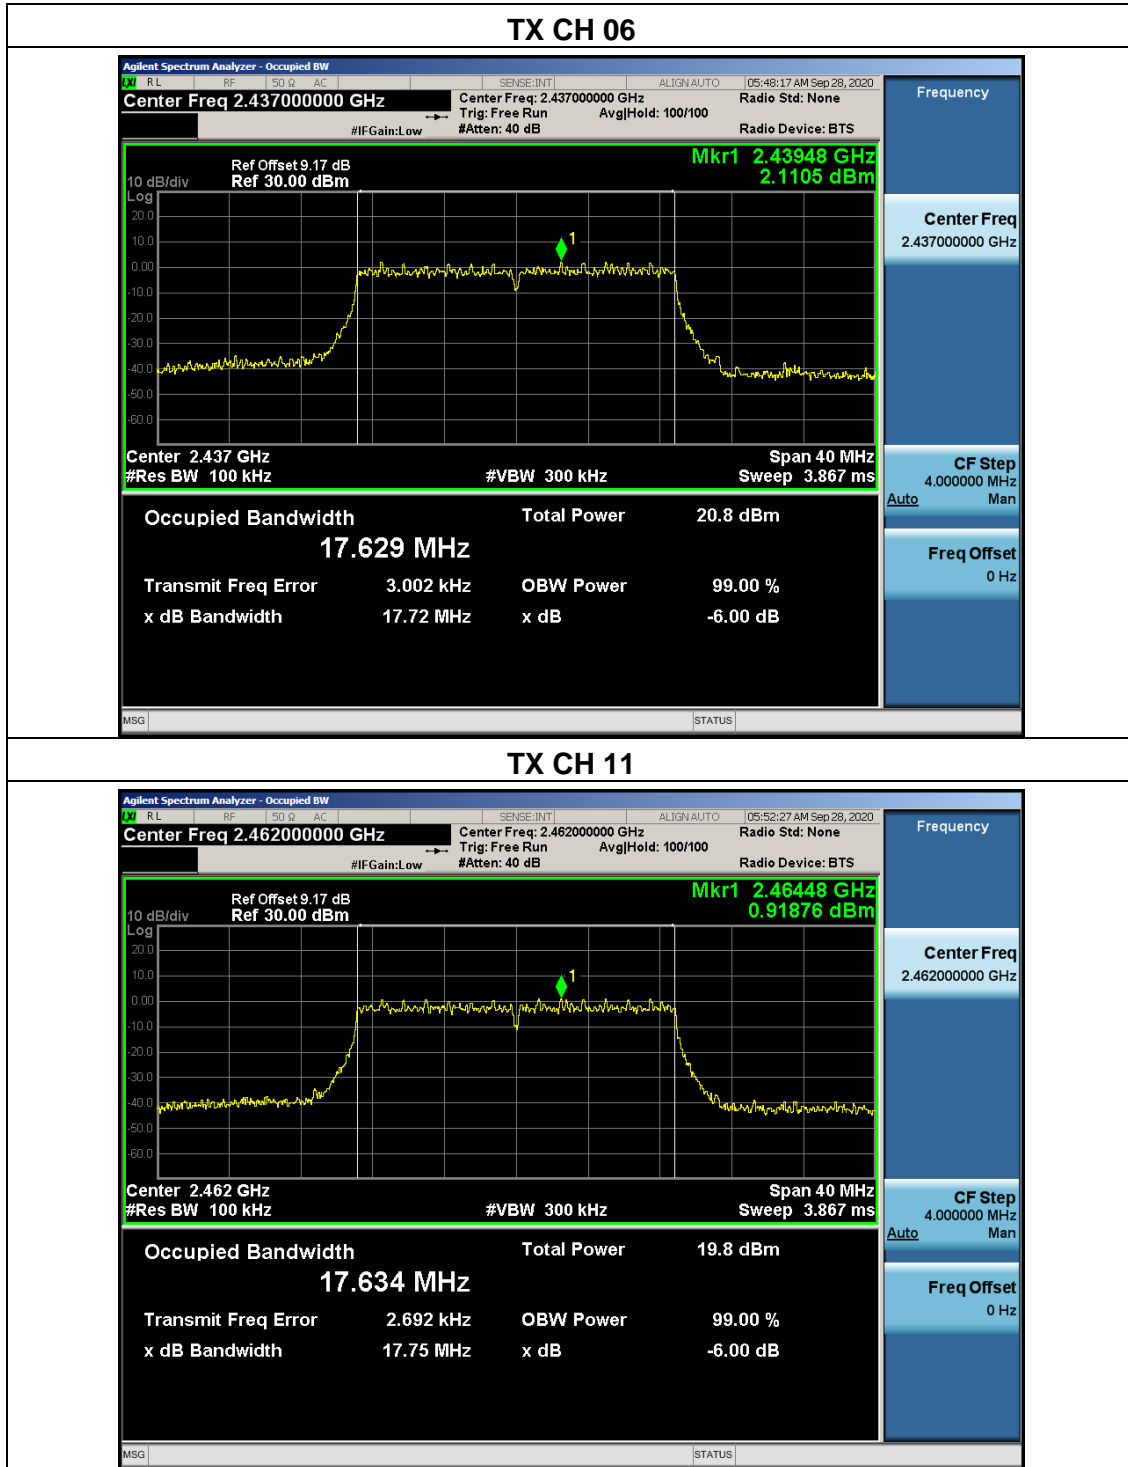 TX CH 06
Agilent Spectrum Analyzer - Occupied BW
LXI RL RF 50 Ω AC SENSE:INT ALIGN AUTO 05:48:17 AM Sep 28, 2020
Center Freq 2.437000000 GHz
Center Freq: 2.437000000 GHz
Radio Std: None
Trig: Free Run Avg|Hold: 100/100
#IFGain:Low #Atten: 40 dB Radio Device: BTS
Frequency
Mkr1 2.43948 GHz
2.1105 dBm
Ref Offset 9.17 dB
10 dB/div Ref 30.00 dBm
Log
20.0
10.0
0.00
-10.0
-20.0
-30.0
-40.0
-50.0
-60.0
1
Center Freq
2.437000000 GHz
Center 2.437 GHz Span 40 MHz
#Res BW 100 kHz #VBW 300 kHz Sweep 3.867 ms
CF Step
4.000000 MHz
Auto Man
Occupied Bandwidth Total Power 20.8 dBm
17.629 MHz
Freq Offset
0 Hz
Transmit Freq Error 3.002 kHz OBW Power 99.00 %
x dB Bandwidth 17.72 MHz x dB -6.00 dB
MSG STATUS
TX CH 11
Agilent Spectrum Analyzer - Occupied BW
LXI RL RF 50 Ω AC SENSE:INT ALIGN AUTO 05:52:27 AM Sep 28, 2020
Center Freq 2.462000000 GHz
Center Freq: 2.462000000 GHz
Radio Std: None
Trig: Free Run Avg|Hold: 100/100
#IFGain:Low #Atten: 40 dB Radio Device: BTS
Frequency
Mkr1 2.46448 GHz
0.91876 dBm
Ref Offset 9.17 dB
10 dB/div Ref 30.00 dBm
Log
20.0
10.0
0.00
-10.0
-20.0
-30.0
-40.0
-50.0
-60.0
1
Center Freq
2.462000000 GHz
Center 2.462 GHz Span 40 MHz
#Res BW 100 kHz #VBW 300 kHz Sweep 3.867 ms
CF Step
4.000000 MHz
Auto Man
Occupied Bandwidth Total Power 19.8 dBm
17.634 MHz
Freq Offset
0 Hz
Transmit Freq Error 2.692 kHz OBW Power 99.00 %
x dB Bandwidth 17.75 MHz x dB -6.00 dB
MSG STATUS